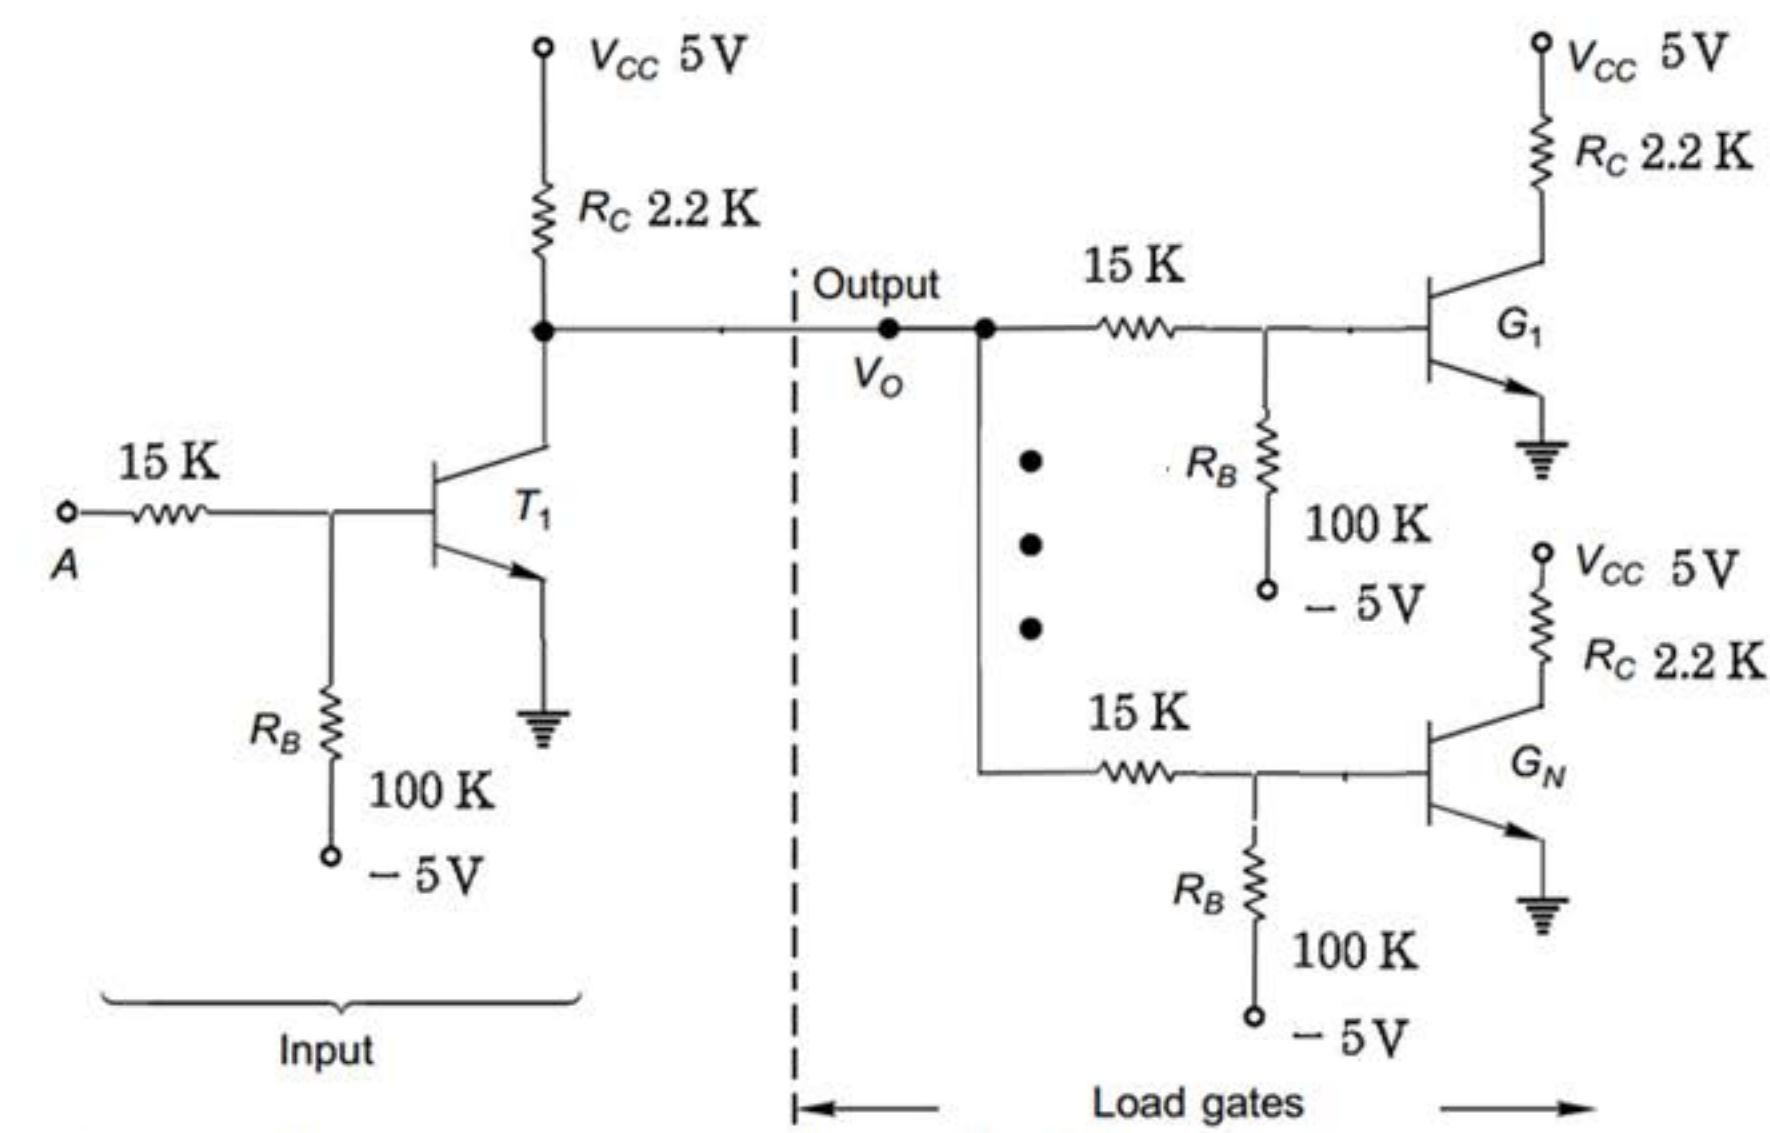 V_CC 5 V
R_C 2.2 K
Output
V_O
15 K
A
T_1
R_B
100 K
– 5 V
Input
V_CC 5 V
R_C 2.2 K
15 K
G_1
R_B
100 K
– 5 V
V_CC 5 V
R_C 2.2 K
15 K
G_N
R_B
100 K
– 5 V
Load gates